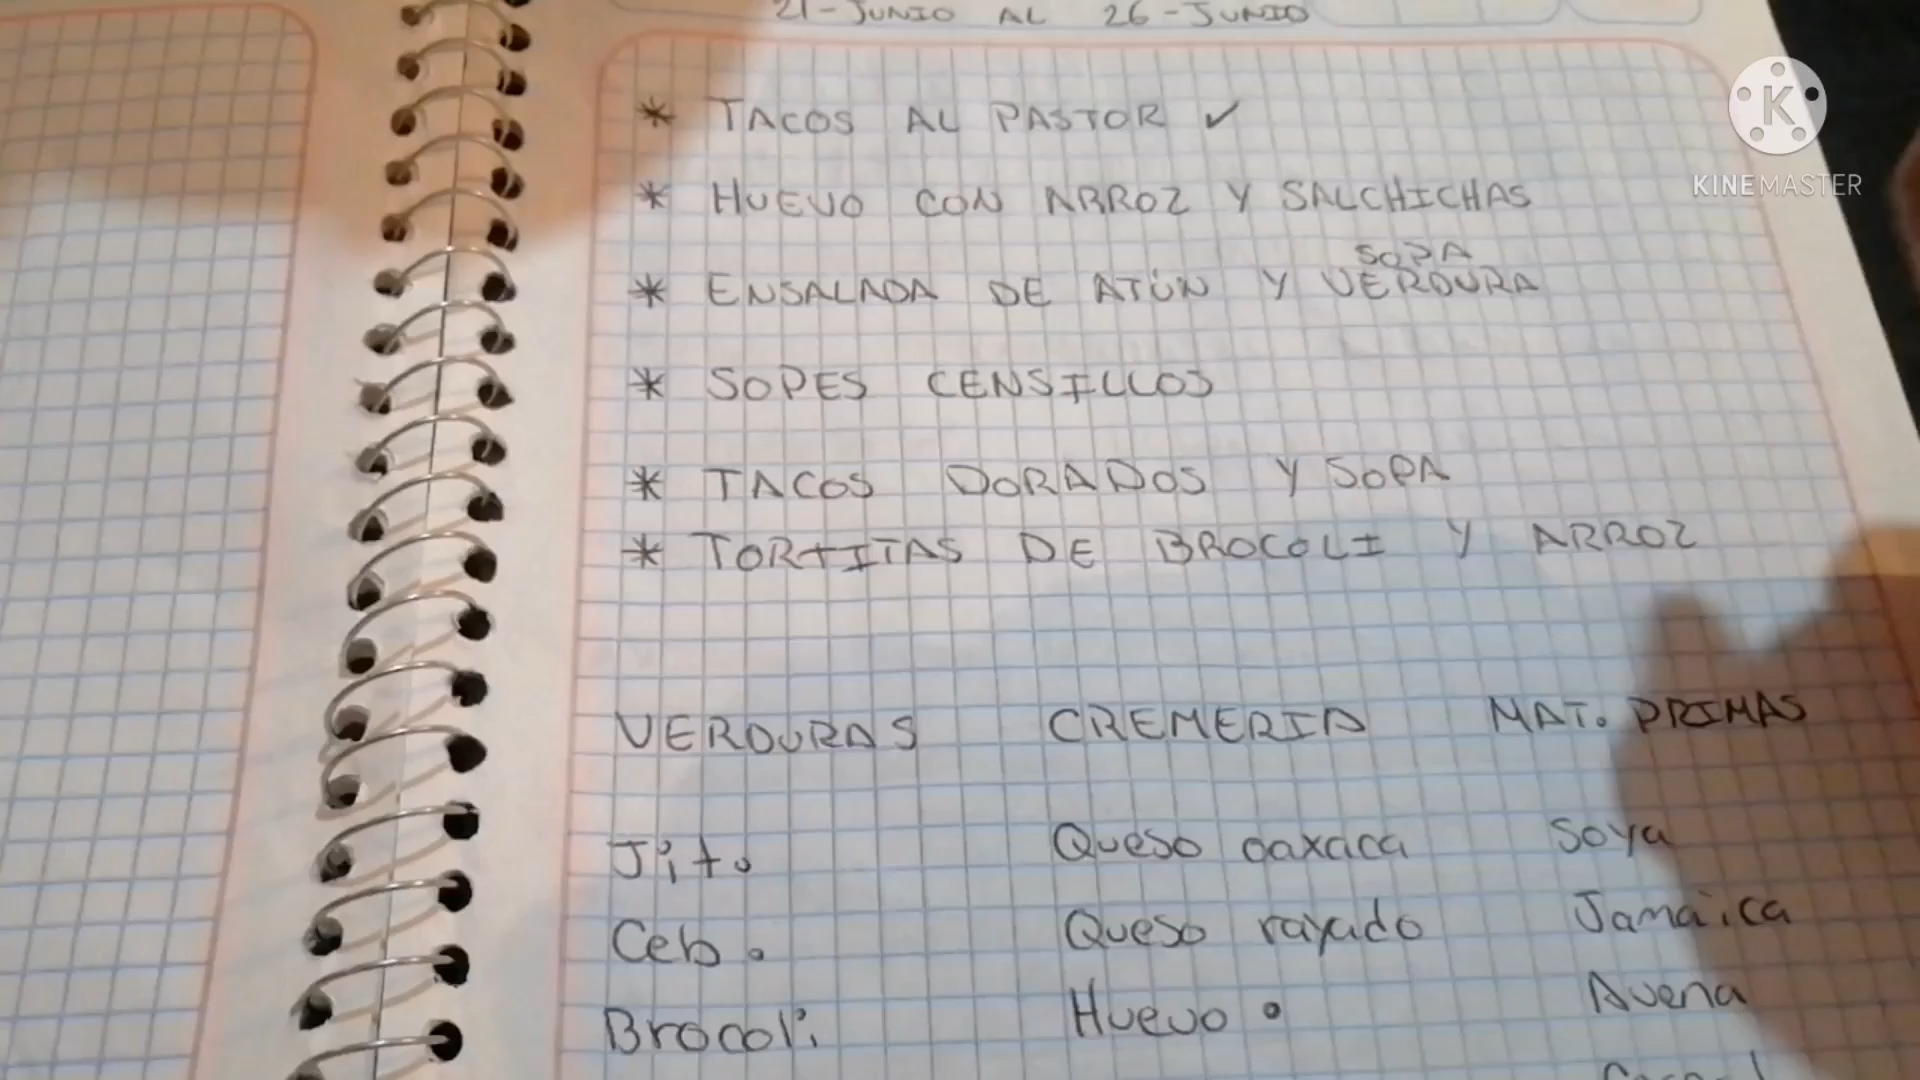 21-JUNIO AL 26-JUNIO
* TACOS AL PASTOR ✓
* HUEVO CON ARROZ Y SALCHICHAS
SOPA
* ENSALADA DE ATÚN Y VERDURA
* SOPES CENSILLOS
* TACOS DORADOS Y SOPA
* TORTITAS DE BROCOLI Y ARROZ
VERDURAS CREMERIA MAT. PRIMAS
Jit. Queso oaxaca Soya
Ceb. Queso rayado Jamaica
Brocoli Huevo • Avena
KINEMASTER